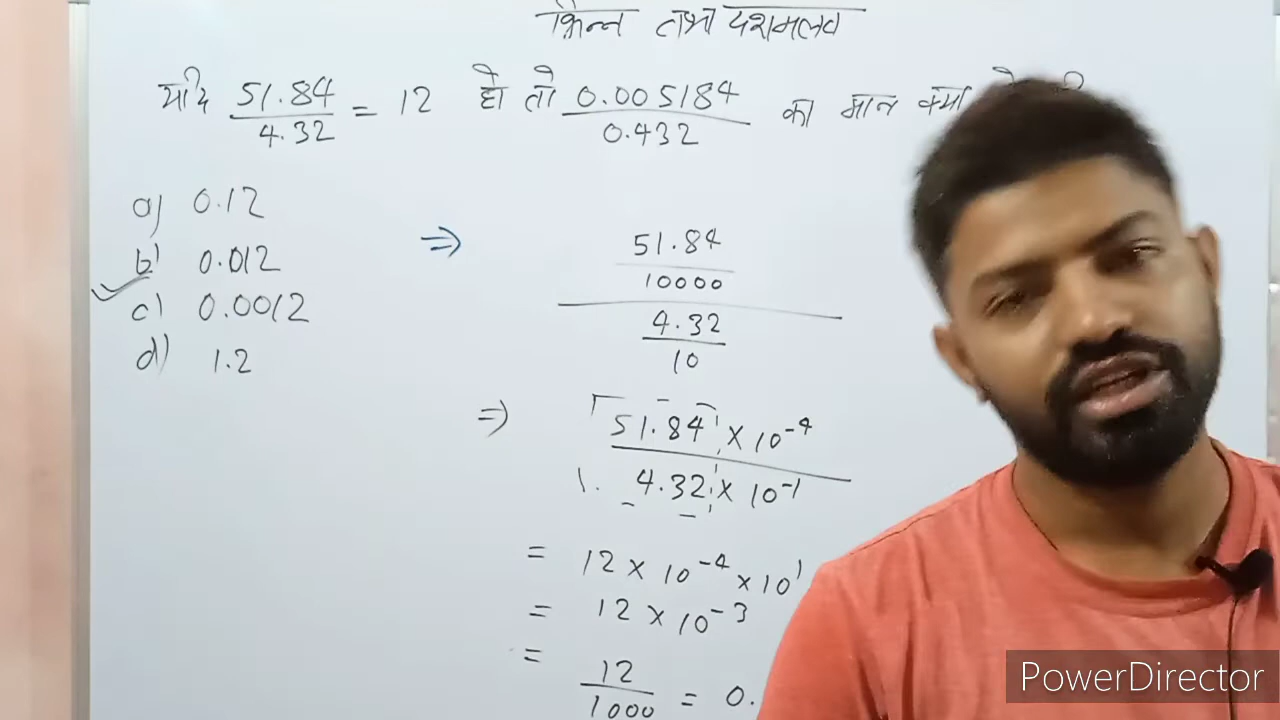 भिन्न तथा दशमलव
यदि 51.84/4.32 = 12 हो तो 0.005184/0.432 का मान क्या
a) 0.12
b) 0.012
c) 0.0012
d) 1.2
⇒ 51.84/10000 / 4.32/10
⇒ 51.84 × 10⁻⁴ / 4.32 × 10⁻¹
= 12 × 10⁻⁴ × 10¹
= 12 × 10⁻³
= 12/1000 = 0.
PowerDirector